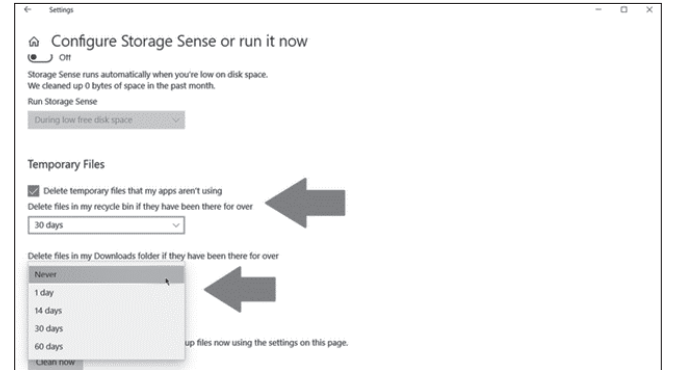 Settings
Configure Storage Sense or run it now
Off
Storage Sense runs automatically when you're low on disk space.
We cleaned up 0 bytes of space in the past month.
Run Storage Sense
During low free disk space
Temporary Files
Delete temporary files that my apps aren't using
Delete files in my recycle bin if they have been there for over
30 days
Delete files in my Downloads folder if they have been there for over
Never
1 day
14 days
30 days
60 days
up files now using the settings on this page.
Clean now